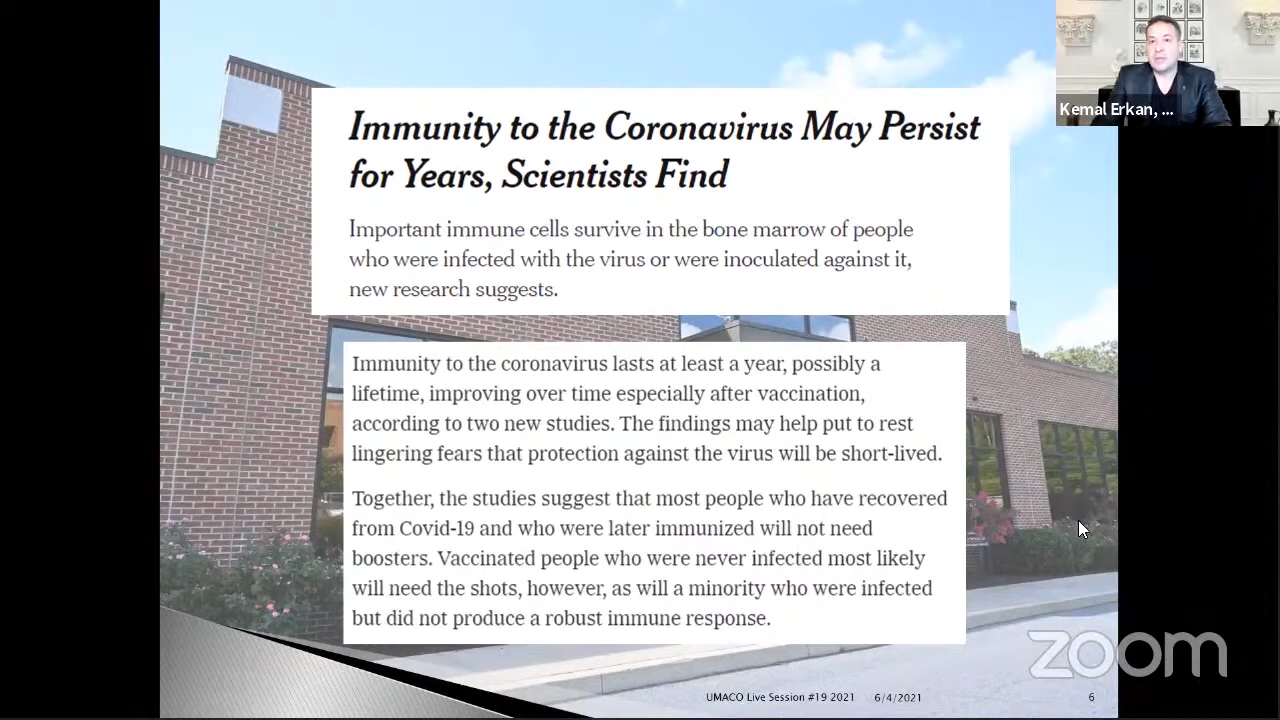 Kemal Erkan, ...
Immunity to the Coronavirus May Persist
for Years, Scientists Find
Important immune cells survive in the bone marrow of people
who were infected with the virus or were inoculated against it,
new research suggests.
Immunity to the coronavirus lasts at least a year, possibly a
lifetime, improving over time especially after vaccination,
according to two new studies. The findings may help put to rest
lingering fears that protection against the virus will be short-lived.
Together, the studies suggest that most people who have recovered
from Covid-19 and who were later immunized will not need
boosters. Vaccinated people who were never infected most likely
will need the shots, however, as will a minority who were infected
but did not produce a robust immune response.
zoom
UMACO Live Session #19 2021 6/4/2021 6